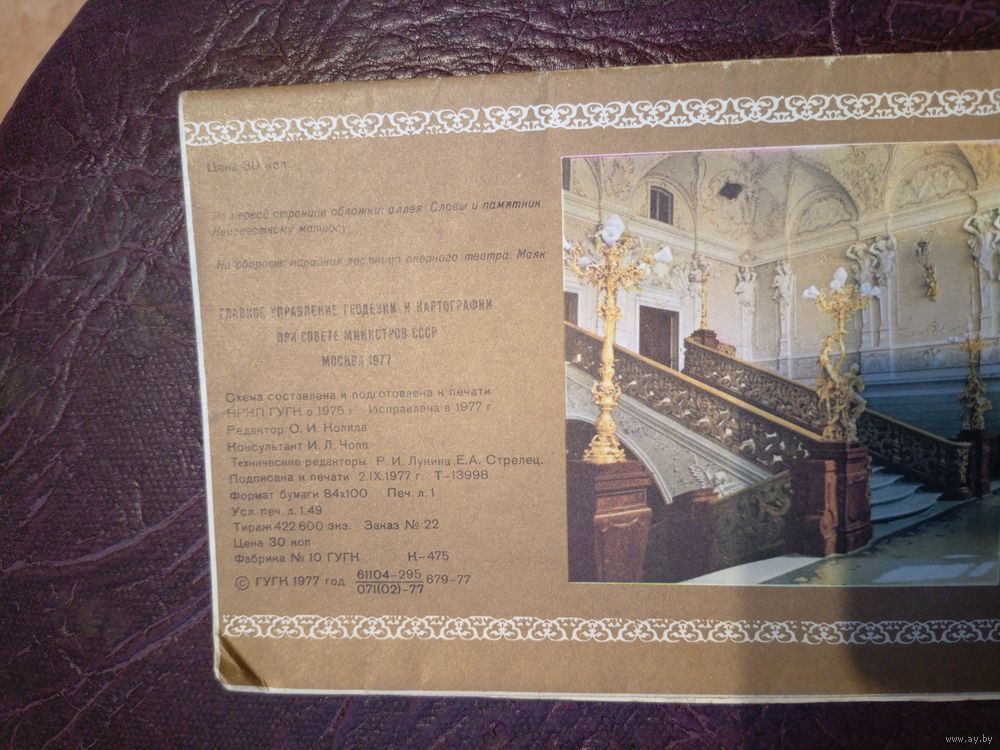 Цена 30 коп
На первой странице обложки: аллея Славы и памятник
Неизвестному матросу.
На обороте: парадная лестница оперного театра. Маяк
ГЛАВНОЕ УПРАВЛЕНИЕ ГЕОДЕЗИИ И КАРТОГРАФИИ
ПРИ СОВЕТЕ МИНИСТРОВ СССР
МОСКВА 1977
Схема составлена и подготовлена к печати
НРКП ГУГК в 1975 г. Исправлена в 1977 г.
Редактор О. И. Коляда
Консультант И. Л. Чопп
Технические редакторы Р. И. Лунина, Е.А. Стрелец.
Подписана к печати 2.IX.1977 г. Т-13998
Формат бумаги 84х100 Печ. л. 1
Усл. печ. л. 1.49
Тираж 422 600 экз. Заказ № 22
Цена 30 коп
Фабрика № 10 ГУГК К-475
© ГУГК 1977 год 61104-295 679-77
071(02)-77
www.ay.by